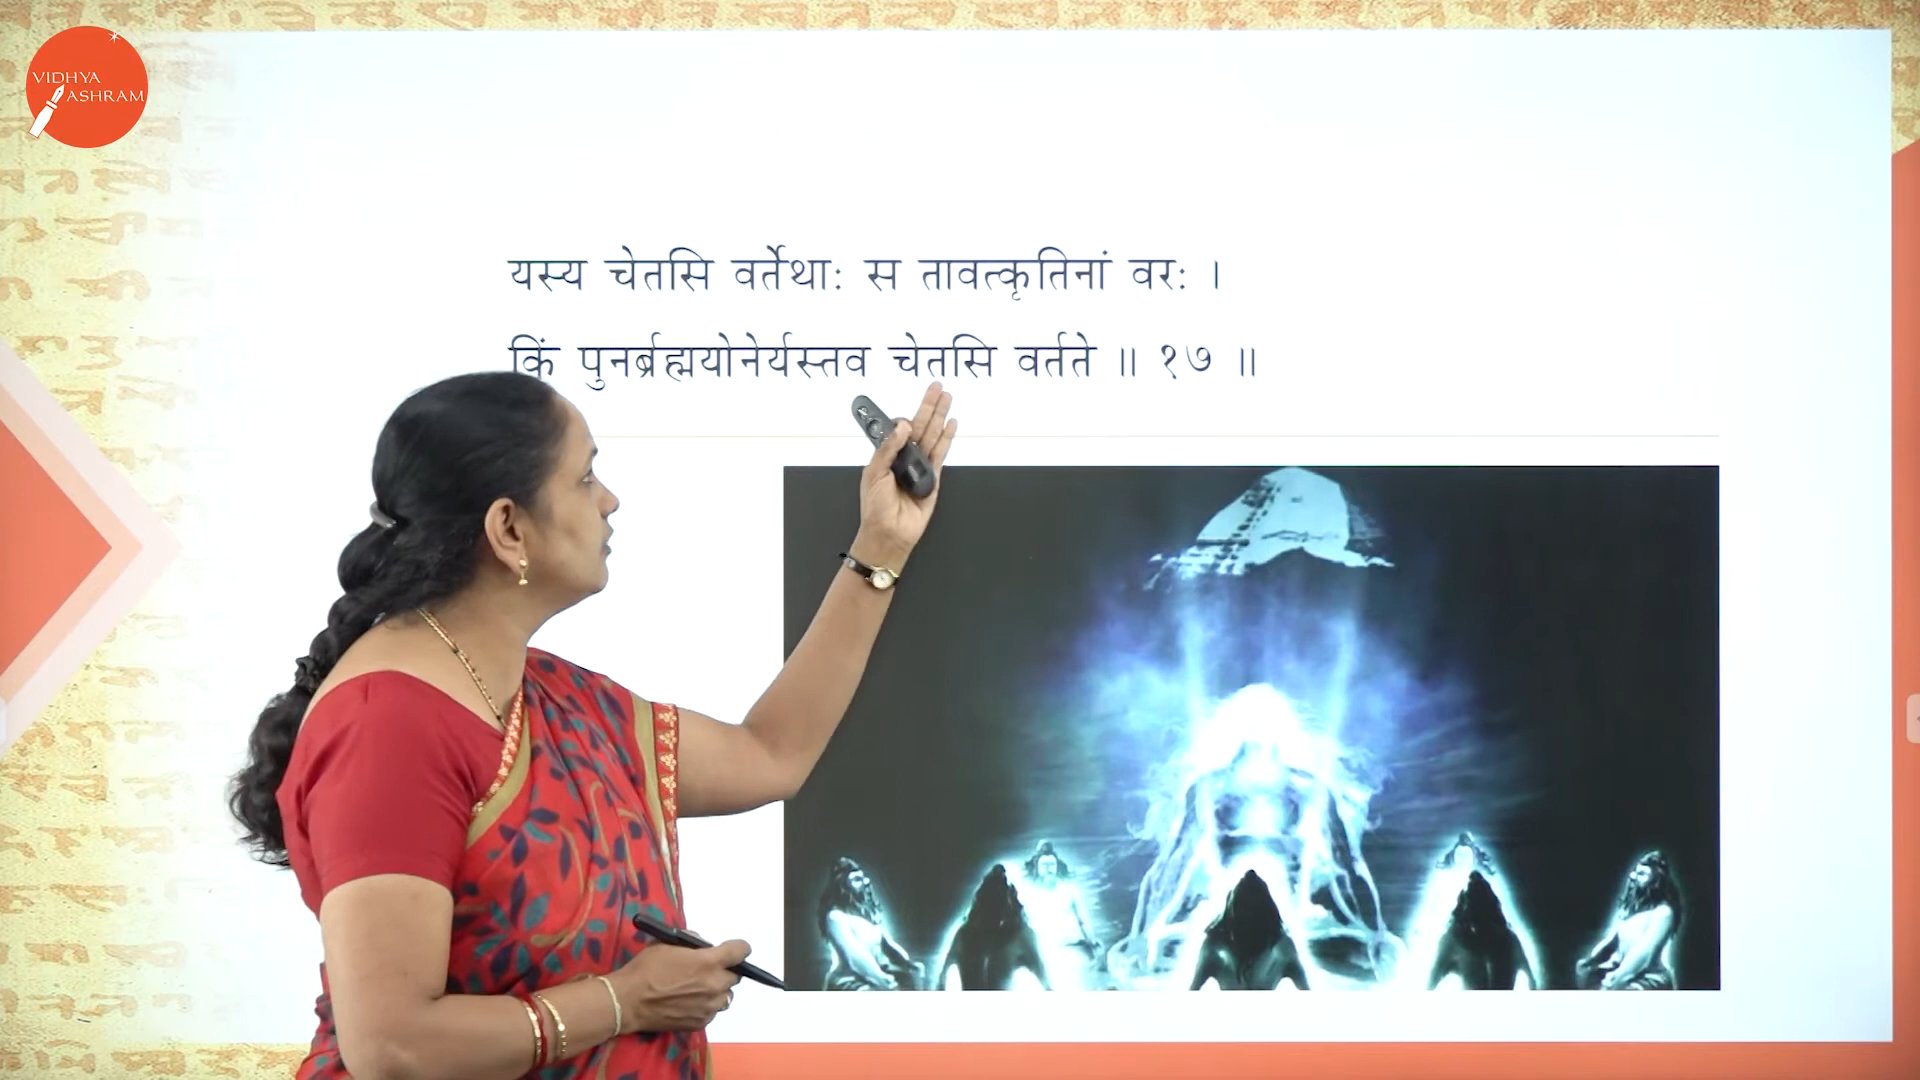 VIDHYA
ASHRAM
यस्य चेतसि वर्तेथाः स तावत्कृतिनां वरः ।
किं पुनर्ब्रह्मयोनेर्यस्तव चेतसि वर्तते ॥ १७ ॥